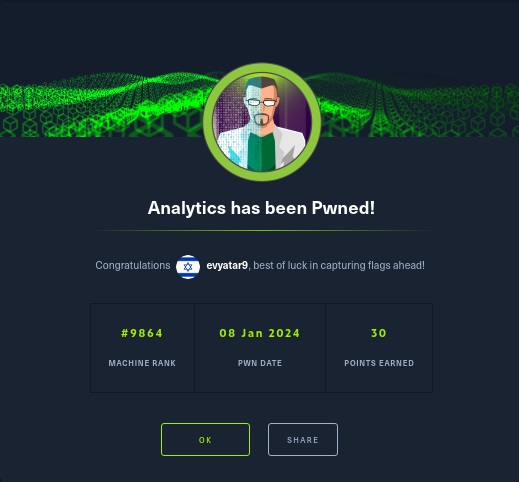 Analytics has been Pwned!
Congratulations evyatar9, best of luck in capturing flags ahead!
#9864 08 Jan 2024 30
MACHINE RANK PWN DATE POINTS EARNED
OK SHARE